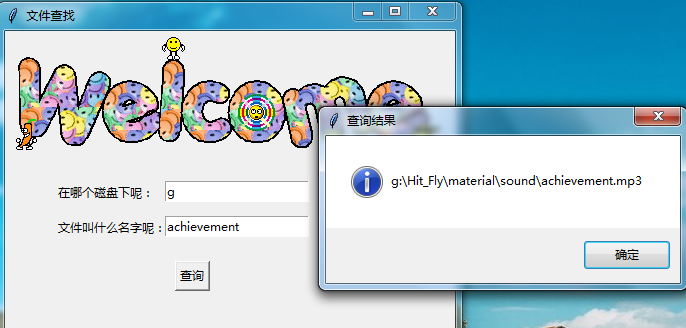 文件查找
Welcome
查询结果
g:\Hit_Fly\material\sound\achievement.mp3
在哪个磁盘下呢： g
文件叫什么名字呢：achievement
确定
查询